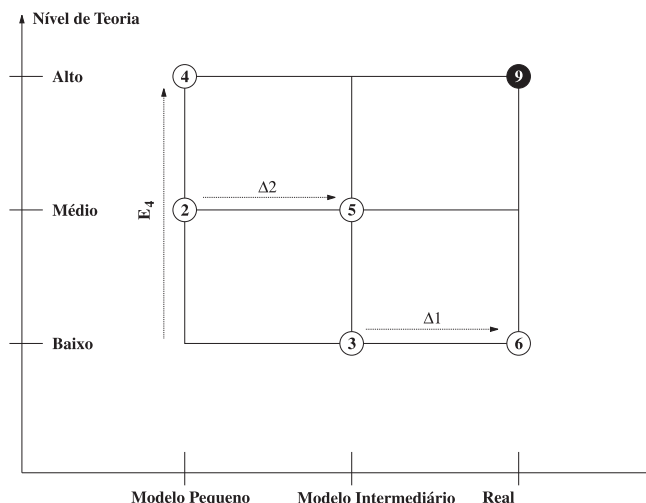 Nível de Teoria
Alto
4
9
E4
Δ2
Médio
2
5
Δ1
Baixo
3
6
Modelo Pequeno
Modelo Intermediário
Real